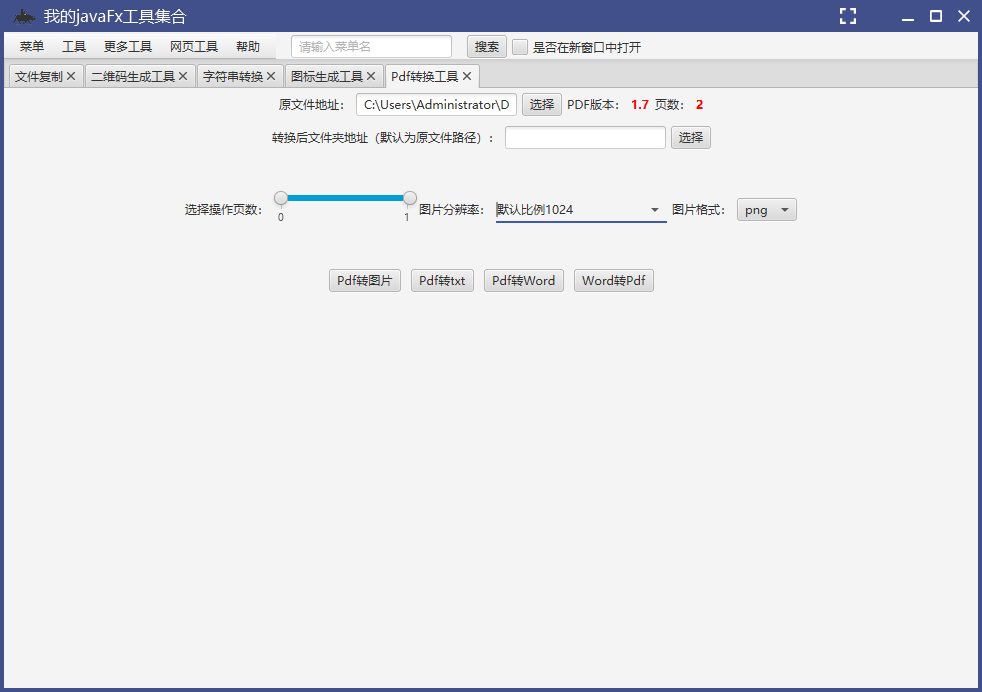 我的javaFx工具集合
菜单 工具 更多工具 网页工具 帮助 请输入菜单名 搜索 是否在新窗口中打开
文件复制 二维码生成工具 字符串转换 图标生成工具 Pdf转换工具
原文件地址： C:\Users\Administrator\D 选择 PDF版本： 1.7 页数： 2
转换后文件夹地址（默认为原文件路径）： 选择
选择操作页数： 0 1 图片分辨率： 默认比例1024 图片格式： png
Pdf转图片 Pdf转txt Pdf转Word Word转Pdf